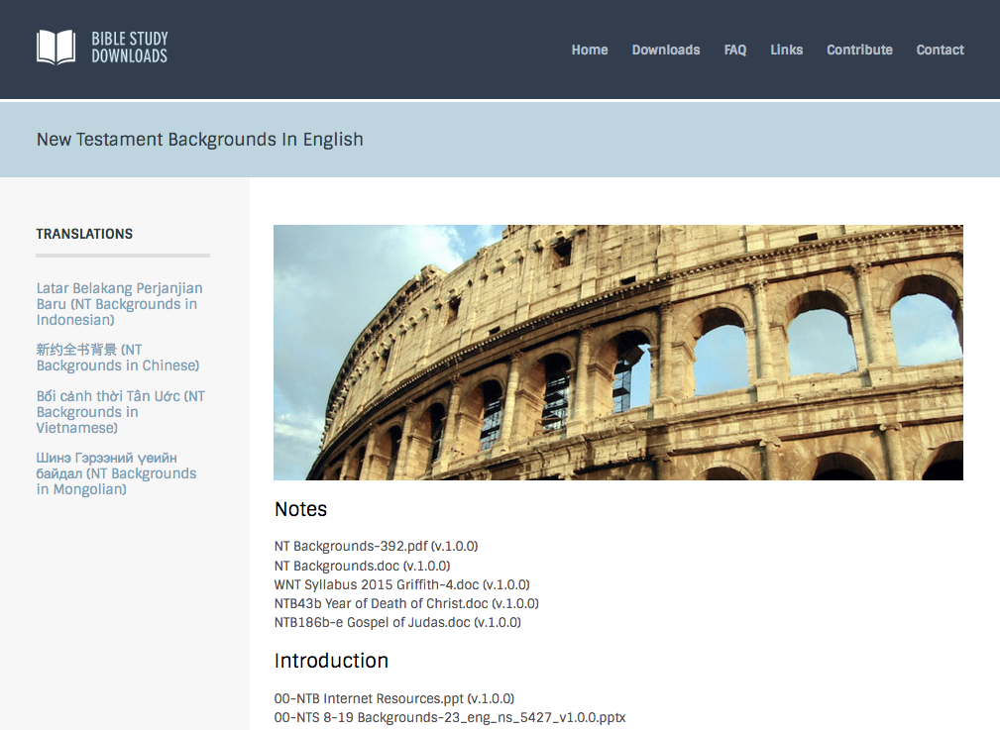 BIBLE STUDY
DOWNLOADS
Home Downloads FAQ Links Contribute Contact
New Testament Backgrounds In English
TRANSLATIONS
Latar Belakang Perjanjian
Baru (NT Backgrounds in
Indonesian)
新约全书背景 (NT
Backgrounds in Chinese)
Bối cảnh thời Tân Ước (NT
Backgrounds in
Vietnamese)
Шинэ Гэрээний үеийн
байдал (NT Backgrounds
in Mongolian)
Notes
NT Backgrounds-392.pdf (v.1.0.0)
NT Backgrounds.doc (v.1.0.0)
WNT Syllabus 2015 Griffith-4.doc (v.1.0.0)
NTB43b Year of Death of Christ.doc (v.1.0.0)
NTB186b-e Gospel of Judas.doc (v.1.0.0)
Introduction
00-NTB Internet Resources.ppt (v.1.0.0)
00-NTS 8-19 Backgrounds-23_eng_ns_5427_v1.0.0.pptx